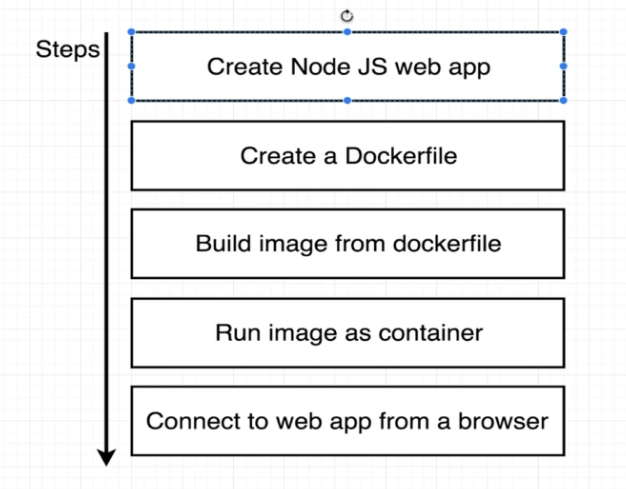 Steps
Create Node JS web app
Create a Dockerfile
Build image from dockerfile
Run image as container
Connect to web app from a browser